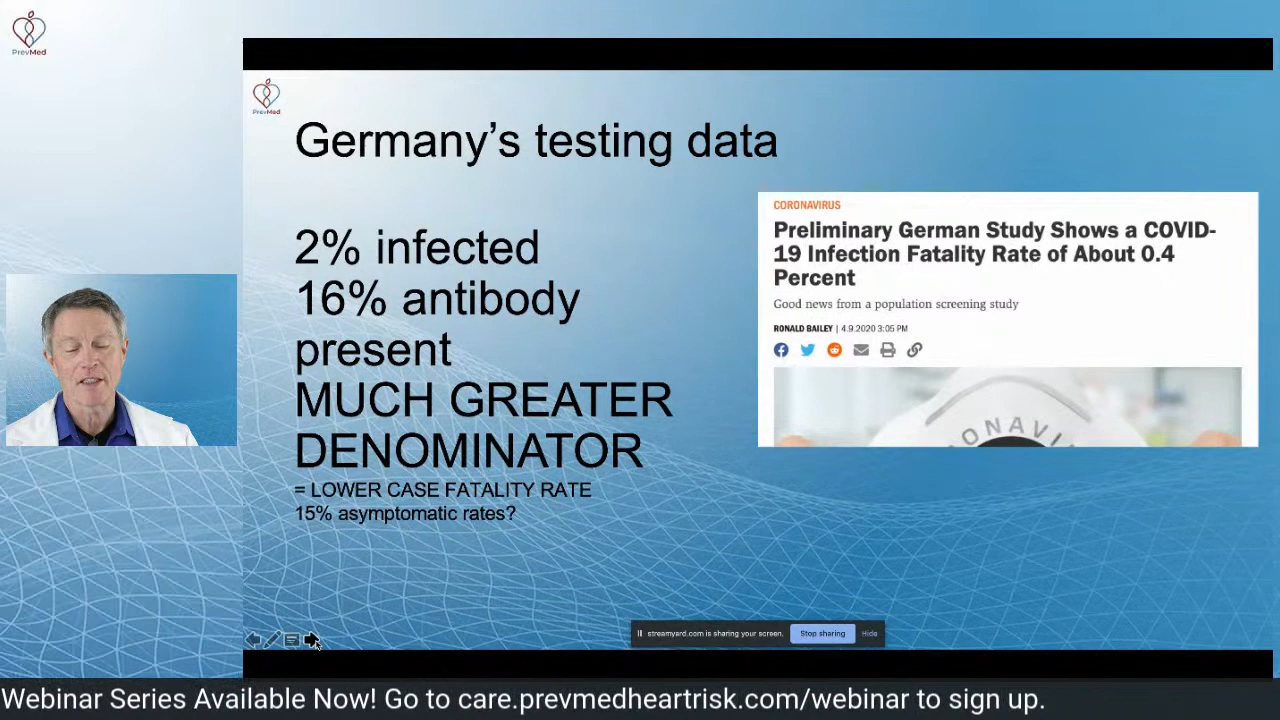 PrevMed
PrevMed
Germany's testing data
2% infected
16% antibody
present
MUCH GREATER
DENOMINATOR
= LOWER CASE FATALITY RATE
15% asymptomatic rates?
CORONAVIRUS
Preliminary German Study Shows a COVID-
19 Infection Fatality Rate of About 0.4
Percent
Good news from a population screening study
RONALD BAILEY | 4.9.2020 3:05 PM
ONAVI
streamyard.com is sharing your screen.
Stop sharing
Hide
Webinar Series Available Now! Go to care.prevmedheartrisk.com/webinar to sign up.